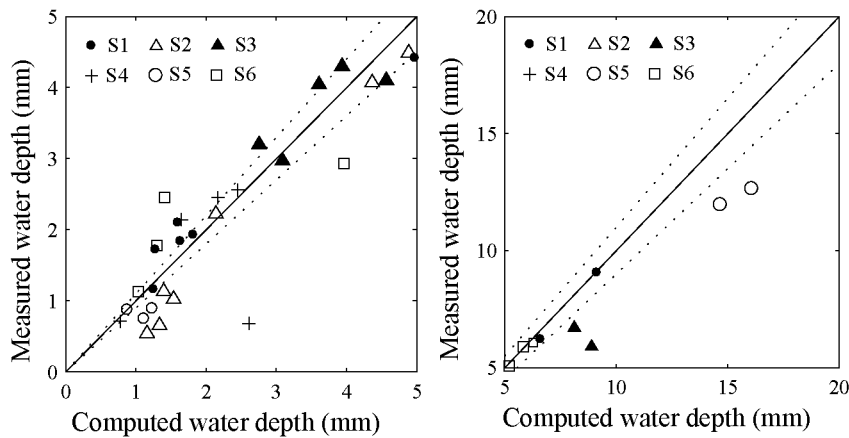 5
S1 S2 S3
S4 S5 S6
4
3
2
1
0
0 1 2 3 4 5
Measured water depth (mm)
Computed water depth (mm)
20
S1 S2 S3
S4 S5 S6
15
10
5
5 10 15 20
Measured water depth (mm)
Computed water depth (mm)